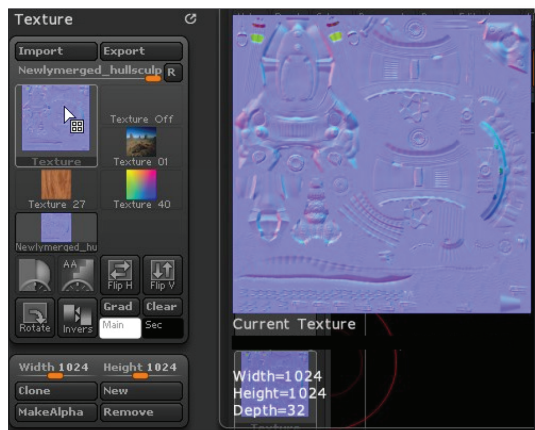 Texture
Import Export
Newlymerged_hullsculp R
Texture Off
Texture Texture 01
Texture 27 Texture 40
Newlymerged_hu
AA
Flip H Flip V
Grad Clear
Rotate Invers Main Sec
Width 1024 Height 1024
Clone New
MakeAlpha Remove
Current Texture
Width=1024
Height=1024
Depth=32
Texture